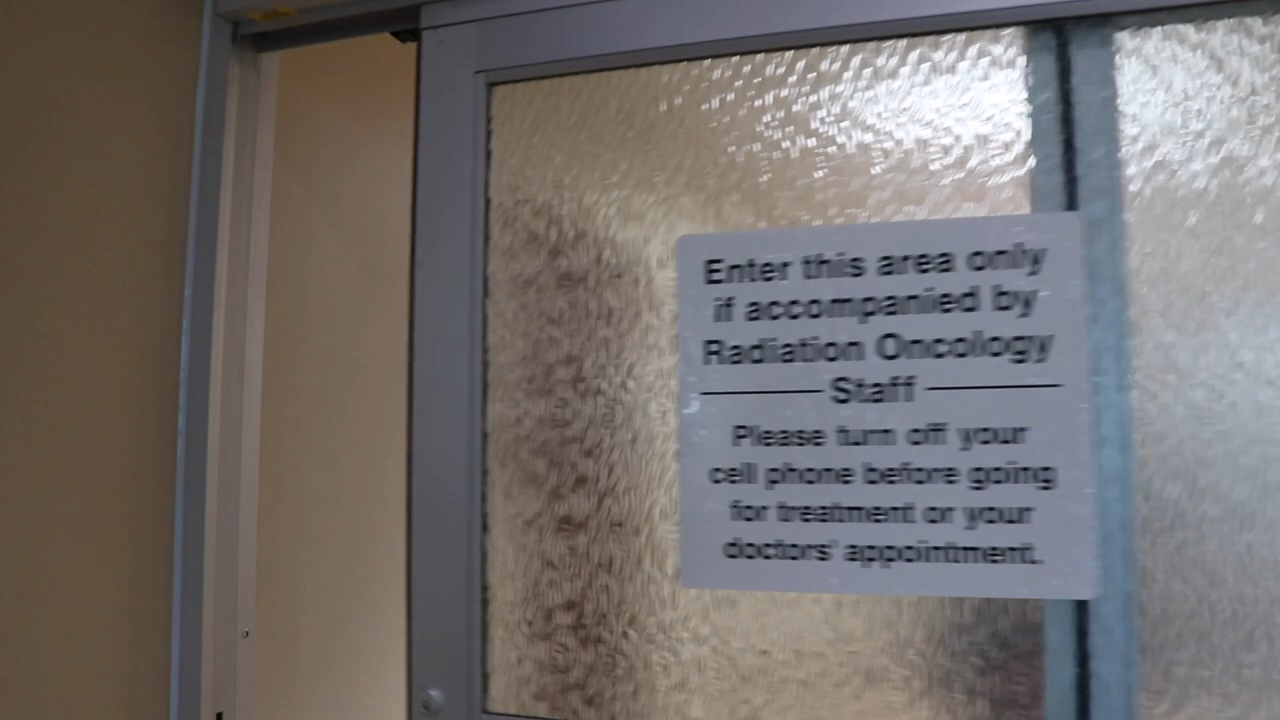 Enter this area only
if accompanied by
Radiation Oncology
Staff
Please turn off your
cell phone before going
for treatment or your
doctors' appointment.